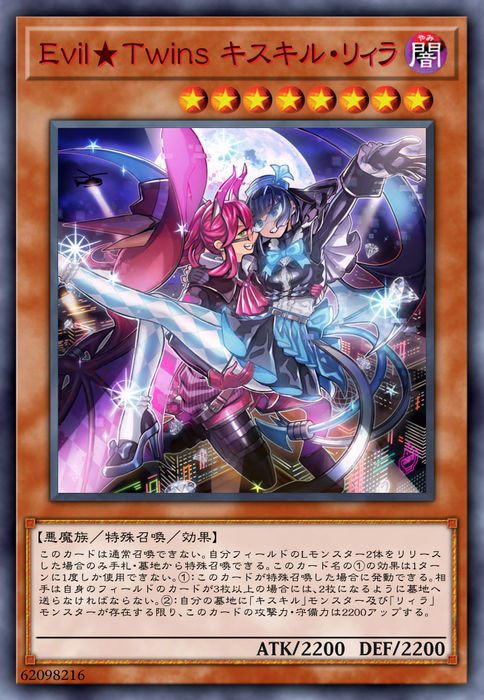 Evil★Twins キスキル・リィラ
やみ
闇
【悪魔族／特殊召喚／効果】
このカードは通常召喚できない。自分フィールドのLモンスター2体をリリース
した場合のみ手札・墓地から特殊召喚できる。このカード名の①の効果は1ター
ンに1度しか使用できない。①：このカードが特殊召喚した場合に発動できる。相
手は自身のフィールドのカードが3枚以上の場合には、2枚になるように墓地へ
送らなければならない。②：自分の墓地に「キスキル」モンスター及び「リィラ」
モンスターが存在する限り、このカードの攻撃力・守備力は2200アップする。
ATK/2200 DEF/2200
62098216